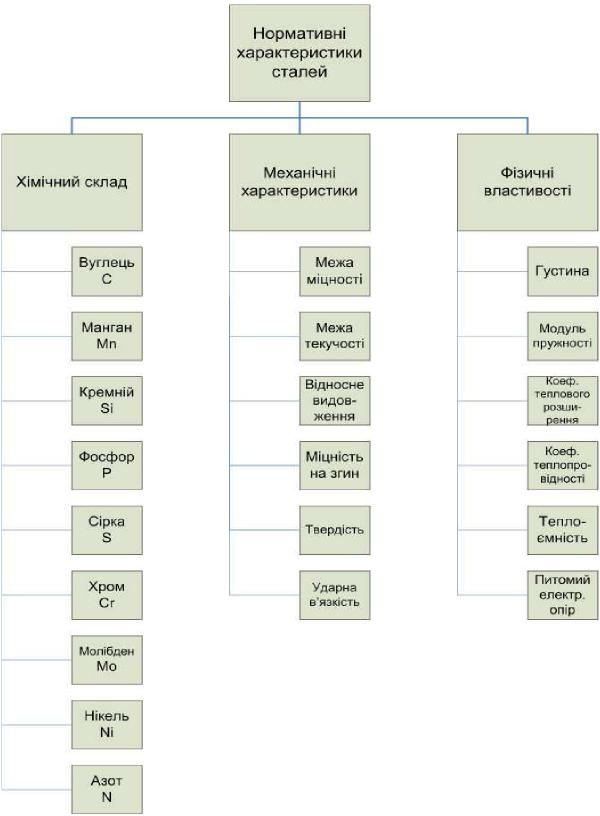 Нормативні
характеристики
сталей
Хімічний склад
Вуглець
C
Манган
Mn
Кремній
Si
Фосфор
P
Сірка
S
Хром
Cr
Молібден
Mo
Нікель
Ni
Азот
N
Механічні
характеристики
Межа
міцності
Межа
текучості
Відносне
видов-
ження
Міцність
на згин
Твердість
Ударна
в'язкість
Фізичні
властивості
Густина
Модуль
пружності
Коеф.
теплового
розши-
рення
Коеф.
теплопро-
відності
Тепло-
ємність
Питомий
електр.
опір